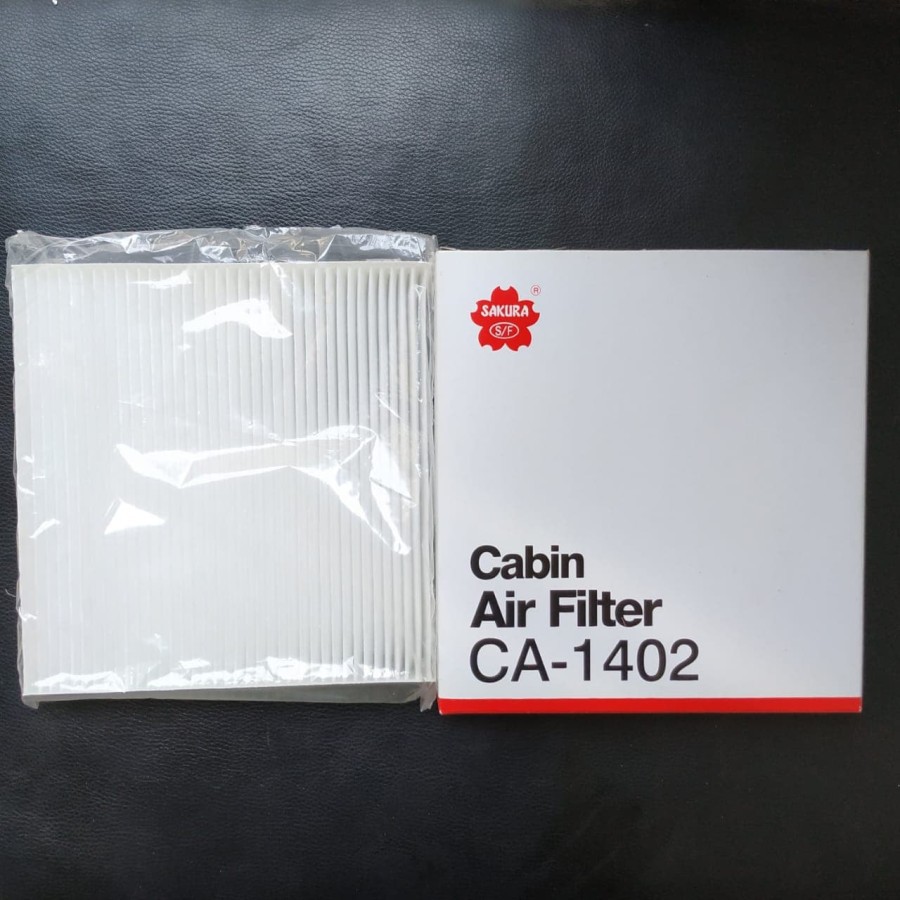 SAKURA
S/F
®
Cabin
Air Filter
CA-1402